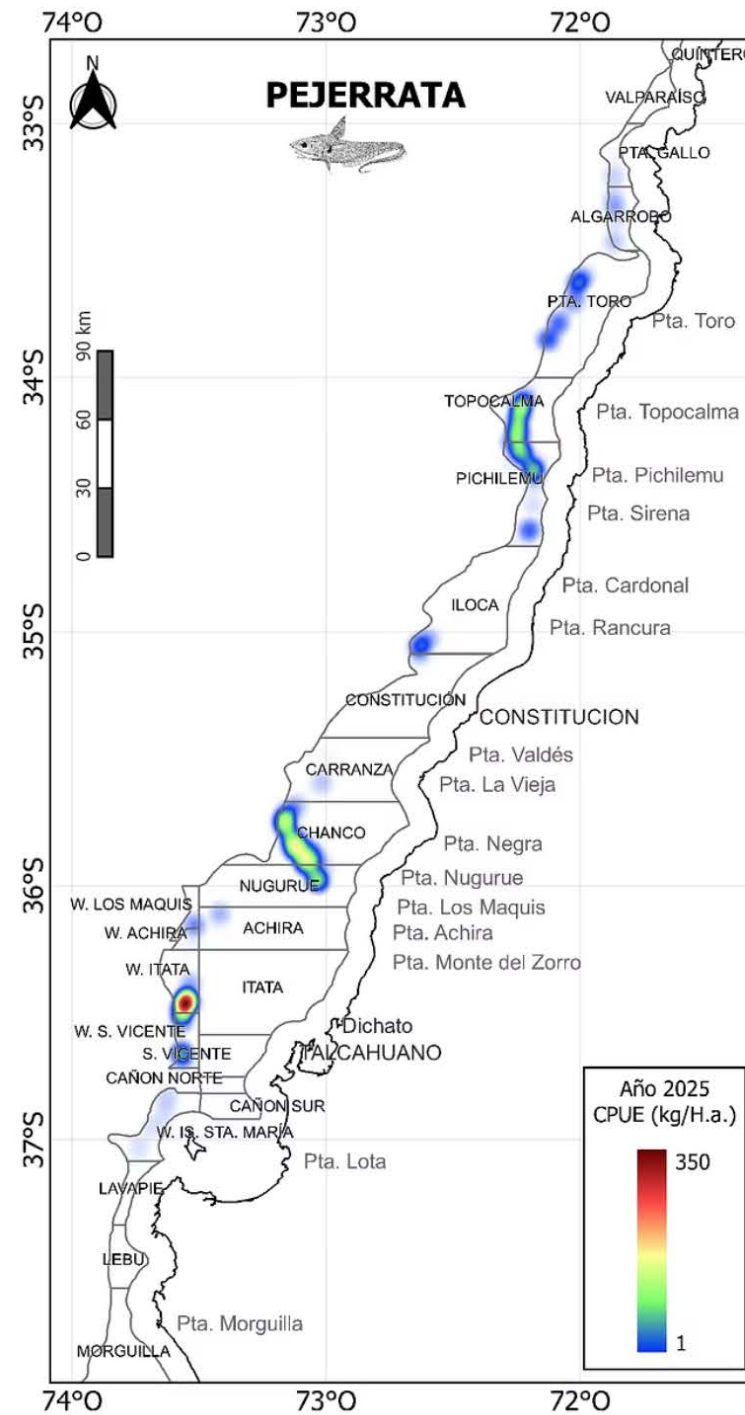 74°O 73°O 72°O
N
PEJERRATA
QUINTERO
VALPARAÍSO
33°S
PTA. GALLO
ALGARROBO
PTA. TORO
Pta. Toro
90 km
60
30
0
34°S
TOPOCALMA
Pta. Topocalma
PICHILEMU
Pta. Pichilemu
Pta. Sirena
Pta. Cardonal
ILOCA
35°S
Pta. Rancura
CONSTITUCIÓN
CONSTITUCION
Pta. Valdés
CARRANZA
Pta. La Vieja
CHANCO
Pta. Negra
36°S
NUGURUE
Pta. Nugurue
W. LOS MAQUIS
Pta. Los Maquis
W. ACHIRA
ACHIRA
Pta. Achira
W. ITATA
Pta. Monte del Zorro
ITATA
W. S. VICENTE
Dichato
S. VICENTE
TALCAHUANO
CAÑON NORTE
CAÑON SUR
W. IS. STA. MARÍA
37°S
Pta. Lota
LAVAPIE
LEBU
Pta. Morguilla
MORGUILLA
Año 2025
CPUE (kg/H.a.)
350
1
74°O 73°O 72°O